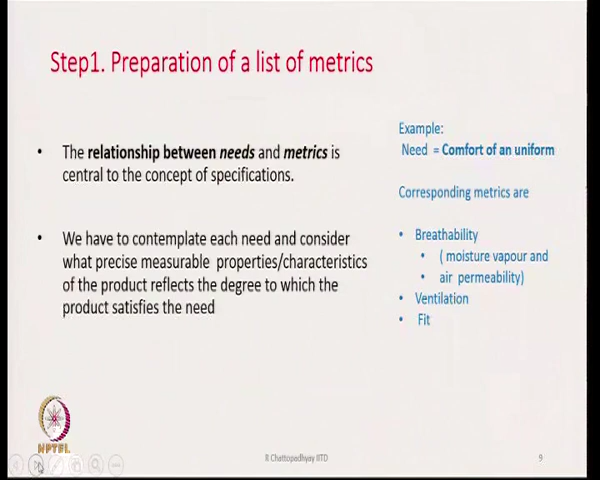 Step1. Preparation of a list of metrics
• The relationship between needs and metrics is
central to the concept of specifications.
• We have to contemplate each need and consider
what precise measurable properties/characteristics
of the product reflects the degree to which the
product satisfies the need
Example:
Need = Comfort of an uniform
Corresponding metrics are
• Breathability
• ( moisture vapour and
• air permeability)
• Ventilation
• Fit
NPTEL
R Chattopadhyay IITD
9